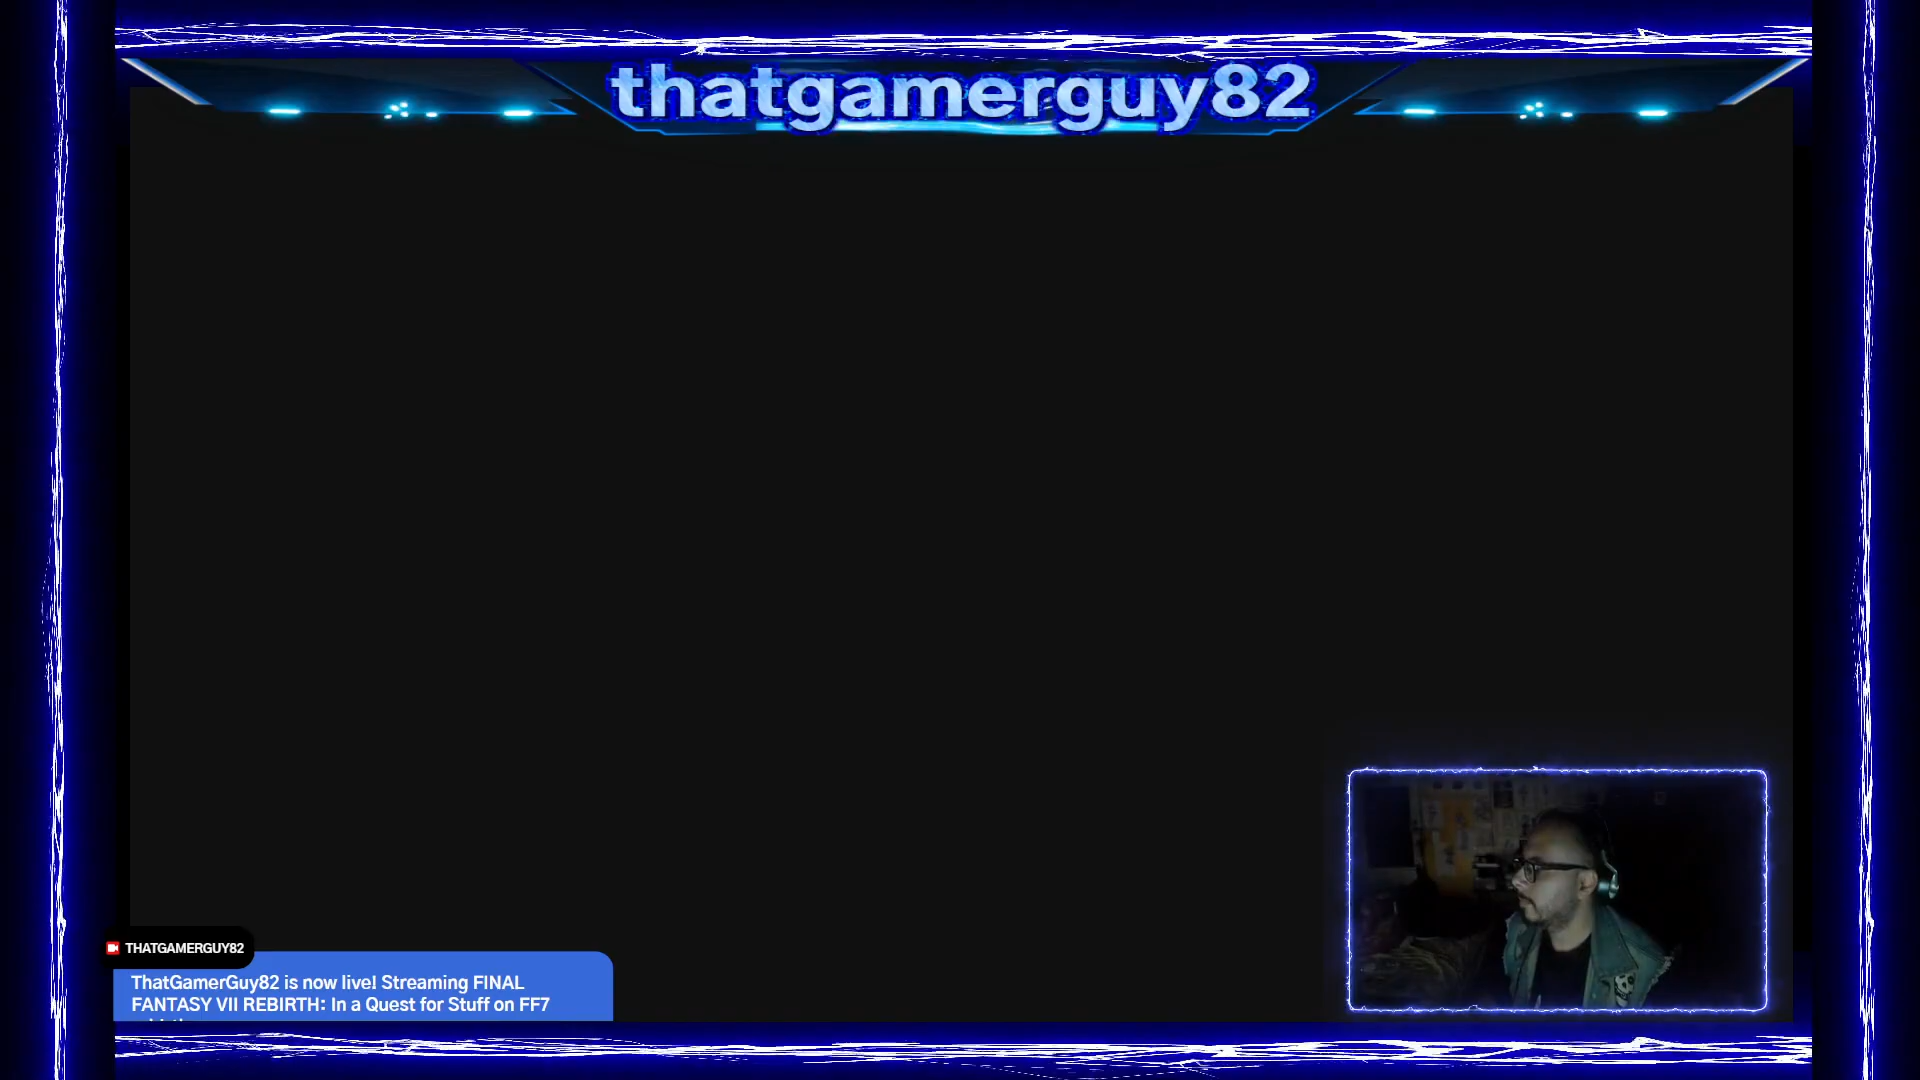 thatgamerguy82
THATGAMERGUY82
ThatGamerGuy82 is now live! Streaming FINAL
FANTASY VII REBIRTH: In a Quest for Stuff on FF7